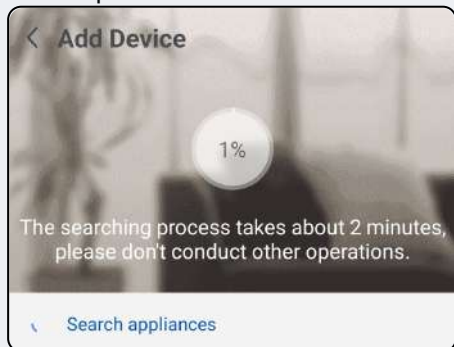 Add Device
1%
The searching process takes about 2 minutes,
please don't conduct other operations.
Search appliances